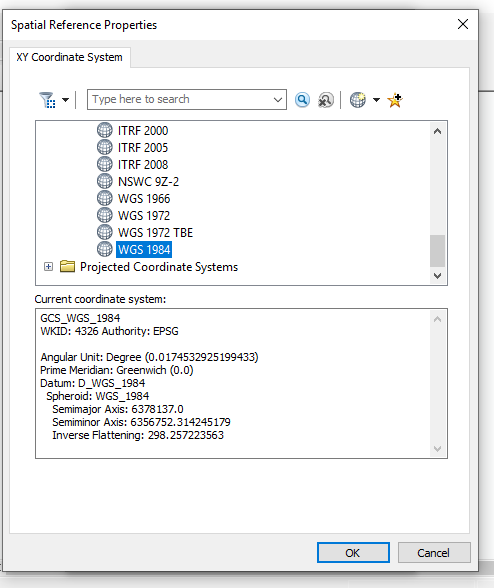 Spatial Reference Properties
XY Coordinate System
Type here to search
ITRF 2000
ITRF 2005
ITRF 2008
NSWC 9Z-2
WGS 1966
WGS 1972
WGS 1972 TBE
WGS 1984
Projected Coordinate Systems
Current coordinate system:
GCS_WGS_1984
WKID: 4326 Authority: EPSG
Angular Unit: Degree (0.0174532925199433)
Prime Meridian: Greenwich (0.0)
Datum: D_WGS_1984
Spheroid: WGS_1984
Semimajor Axis: 6378137.0
Semiminor Axis: 6356752.314245179
Inverse Flattening: 298.257223563
OK
Cancel